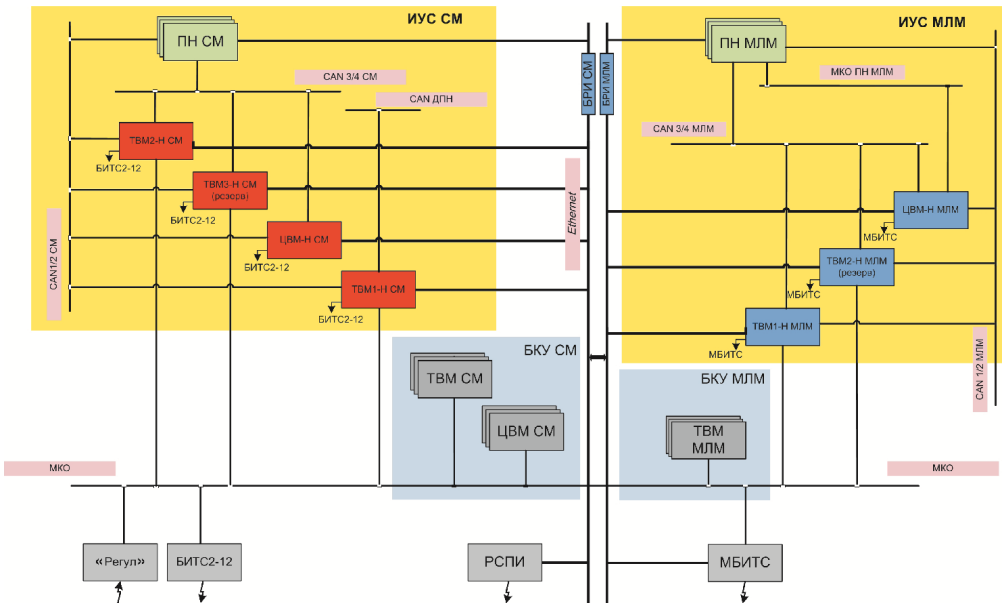 ИУС СМ
ИУС МЛМ
ПН СМ
ПН МЛМ
БРИ СМ
БРИ МЛМ
CAN 3/4 СМ
МКО ПН МЛМ
CAN ДПН
CAN 3/4 МЛМ
ТВМ2-Н СМ
БИТС2-12
ТВМ3-Н СМ
(резерв)
БИТС2-12
ЦВМ-Н МЛМ
МБИТС
Ethernet
ЦВМ-Н СМ
БИТС2-12
CAN1/2 СМ
ТВМ2-Н МЛМ
(резерв)
МБИТС
ТВМ1-Н СМ
БИТС2-12
ТВМ1-Н МЛМ
МБИТС
CAN 1/2 МЛМ
БКУ СМ
БКУ МЛМ
ТВМ СМ
ЦВМ СМ
ТВМ
МЛМ
МКО
МКО
«Регул»
БИТС2-12
РСПИ
МБИТС